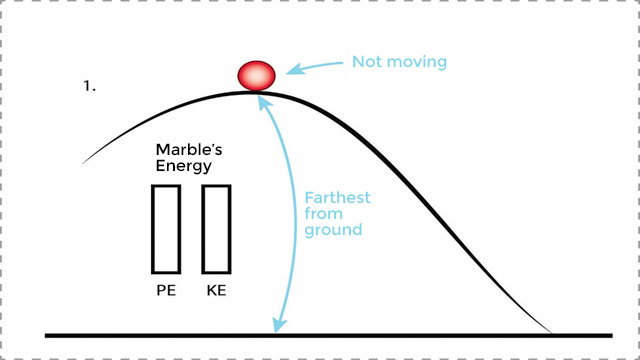 Not moving
1.
Marble's
Energy
Farthest
from
ground
PE KE